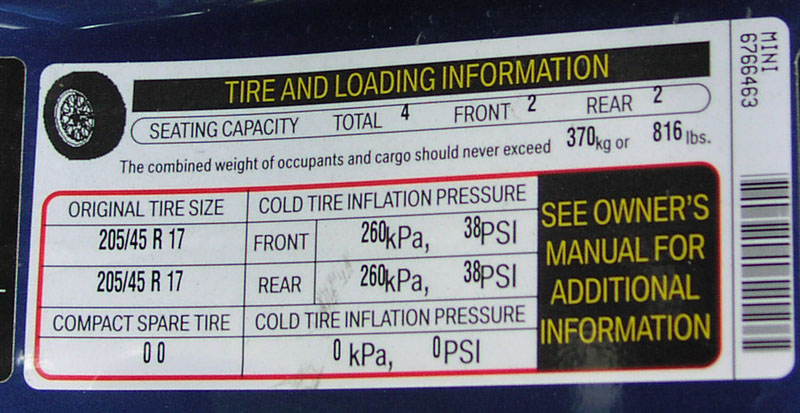 TIRE AND LOADING INFORMATION
SEATING CAPACITY TOTAL 4 FRONT 2 REAR 2
The combined weight of occupants and cargo should never exceed 370kg or 816 lbs.
ORIGINAL TIRE SIZE COLD TIRE INFLATION PRESSURE
205/45 R 17 FRONT 260kPa, 38PSI
205/45 R 17 REAR 260kPa, 38PSI
COMPACT SPARE TIRE COLD TIRE INFLATION PRESSURE
0 0 0 kPa, 0PSI
SEE OWNER'S
MANUAL FOR
ADDITIONAL
INFORMATION
MINI
6766463